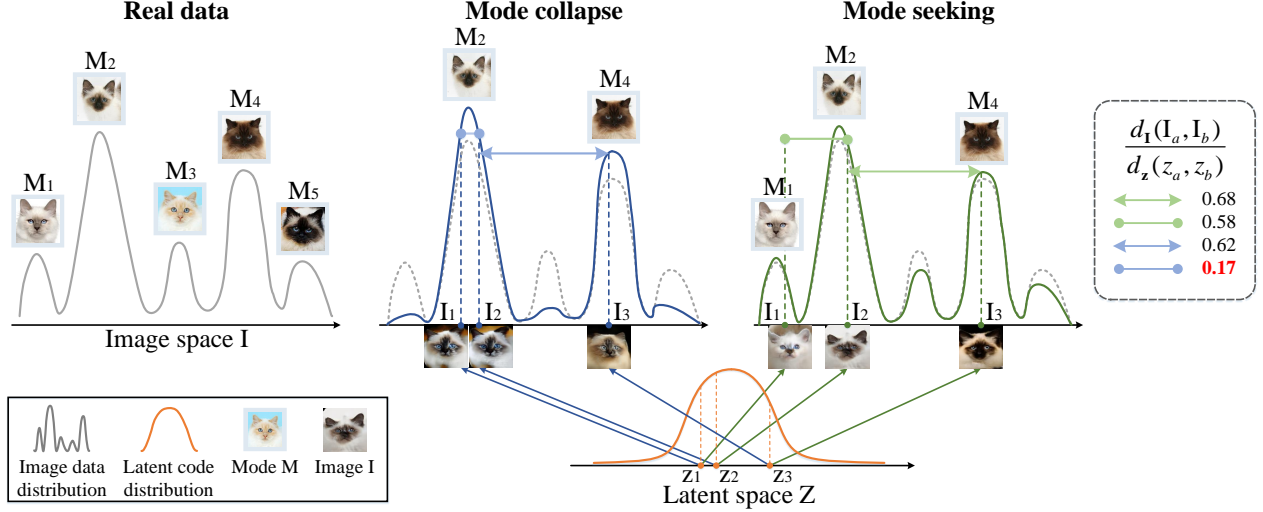 Real data
Mode collapse
Mode seeking
M1
M2
M3
M4
M5
Image space I
M2
M4
I1
I2
I3
M1
M2
M4
I1
I2
I3
d_I(I_a, I_b)
d_z(z_a, z_b)
0.68
0.58
0.62
0.17
Image data
distribution
Latent code
distribution
Mode M
Image I
z1
z2
z3
Latent space Z